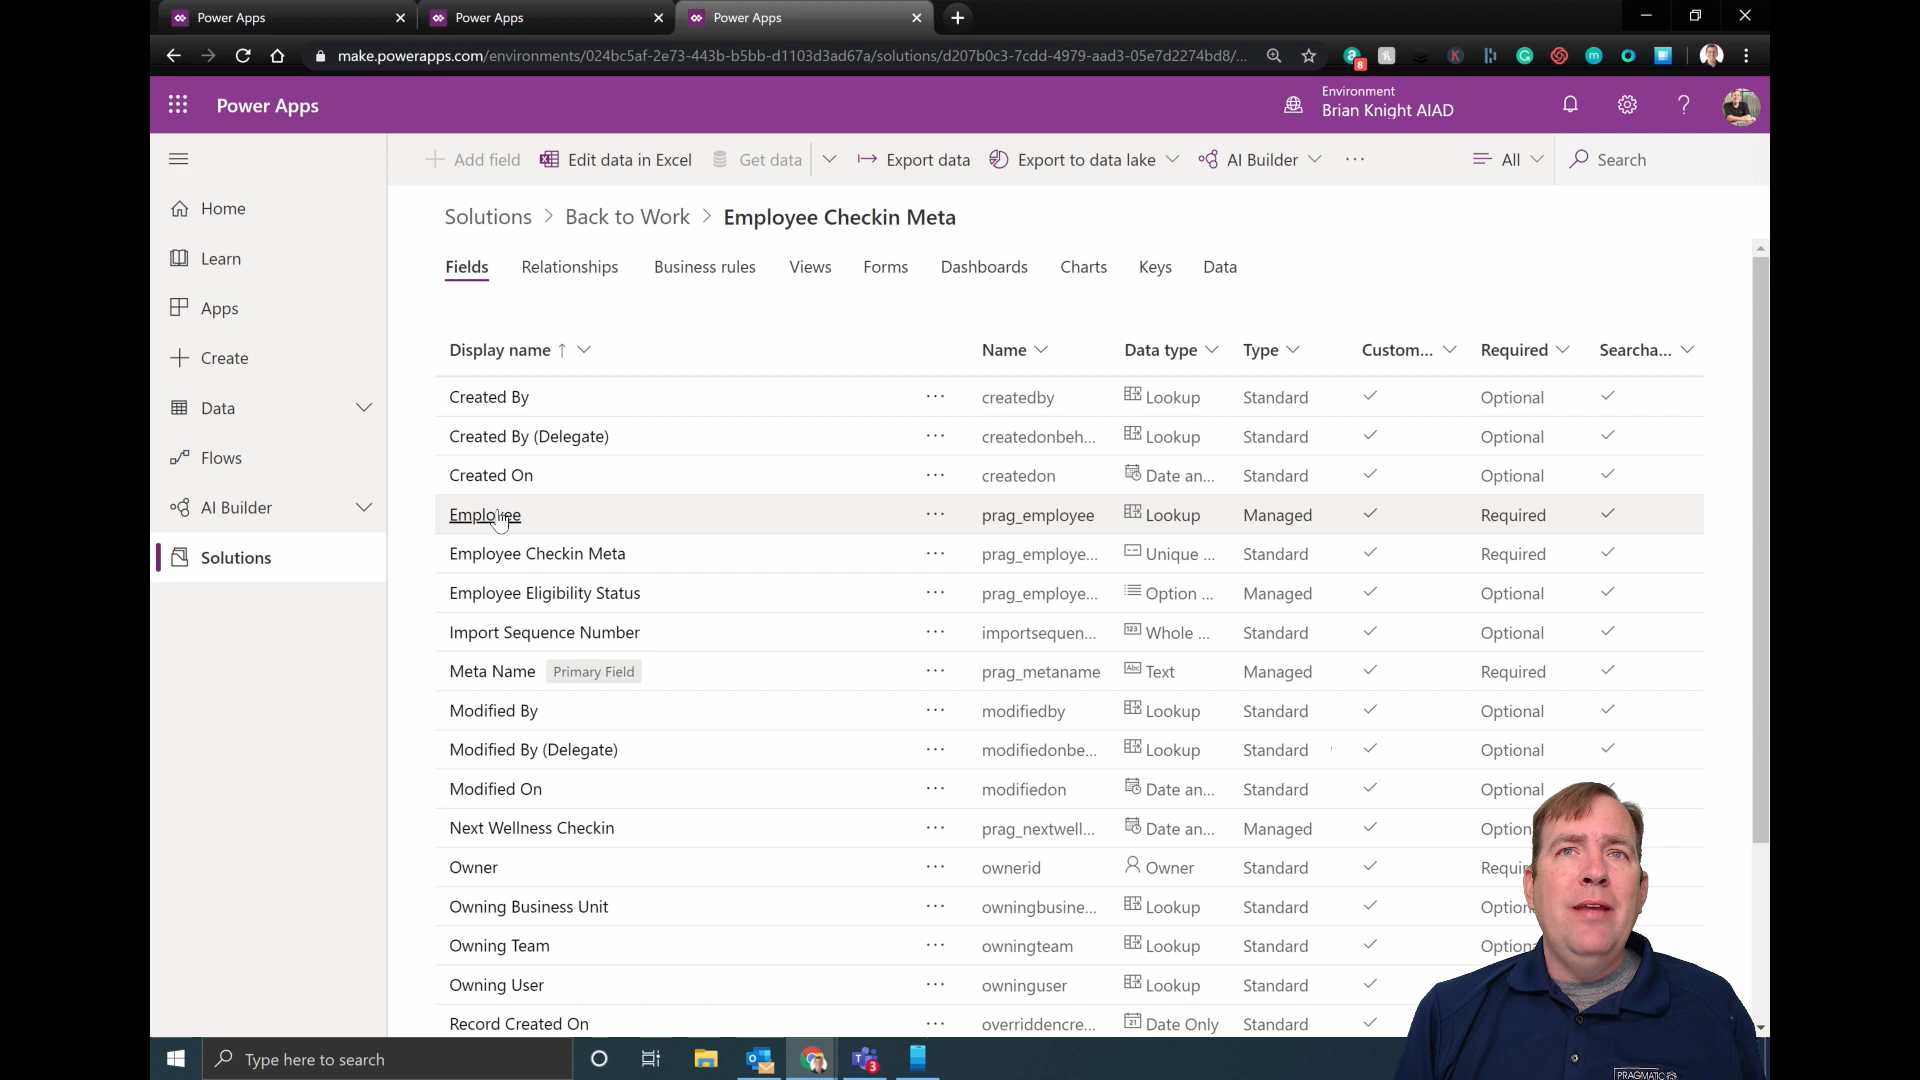 Power Apps
Power Apps
Power Apps
make.powerapps.com/environments/024bc5af-2e73-443b-b5bb-d1103d3ad67a/solutions/d207b0c3-7cdd-4979-aad3-05e7d2274bd8/...
8
Power Apps
Environment
Brian Knight AIAD
Add field
Edit data in Excel
Get data
Export data
Export to data lake
AI Builder
All
Search
Home
Learn
Apps
Create
Data
Flows
AI Builder
Solutions
Solutions > Back to Work > Employee Checkin Meta
Fields Relationships Business rules Views Forms Dashboards Charts Keys Data
Display name Name Data type Type Custom... Required Searcha...
Created By ... createdby Lookup Standard Optional
Created By (Delegate) ... createdonbeh... Lookup Standard Optional
Created On ... createdon Date an... Standard Optional
Employee ... prag_employee Lookup Managed Required
Employee Checkin Meta ... prag_employe... Unique ... Standard Required
Employee Eligibility Status ... prag_employe... Option ... Managed Optional
Import Sequence Number ... importsequen... Whole ... Standard Optional
Meta Name Primary Field ... prag_metaname Text Managed Required
Modified By ... modifiedby Lookup Standard Optional
Modified By (Delegate) ... modifiedonbe... Lookup Standard Optional
Modified On ... modifiedon Date an... Standard Optional
Next Wellness Checkin ... prag_nextwell... Date an... Managed Option
Owner ... ownerid Owner Standard Requir
Owning Business Unit ... owningbusine... Lookup Standard Option
Owning Team ... owningteam Lookup Standard Option
Owning User ... owninguser Lookup Standard
Record Created On ... overriddencre... Date Only Standard
PRAGMATIC
Type here to search
3